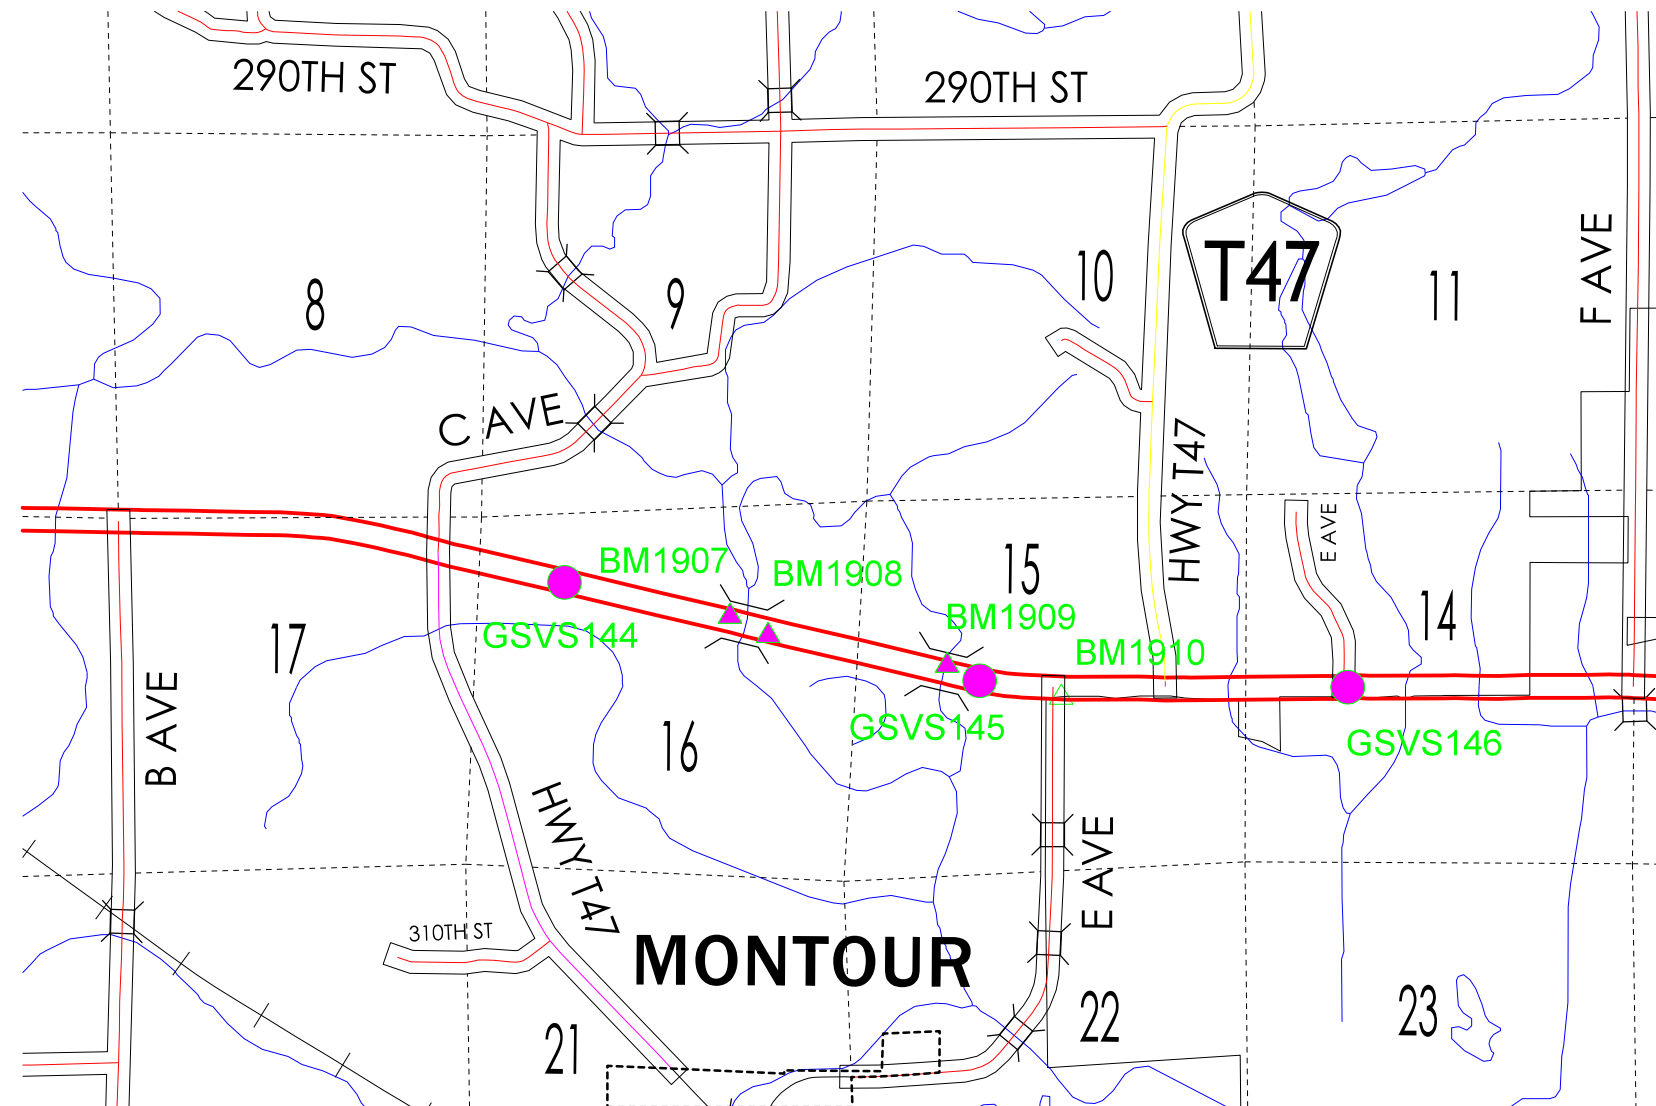 290TH ST
290TH ST
T47
F AVE
8
9
10
11
C AVE
HWY T47
E AVE
BM1907
BM1908
15
BM1909
14
17
GSVS144
BM1910
B AVE
16
GSVS145
GSVS146
HWY T47
E AVE
310TH ST
MONTOUR
21
22
23